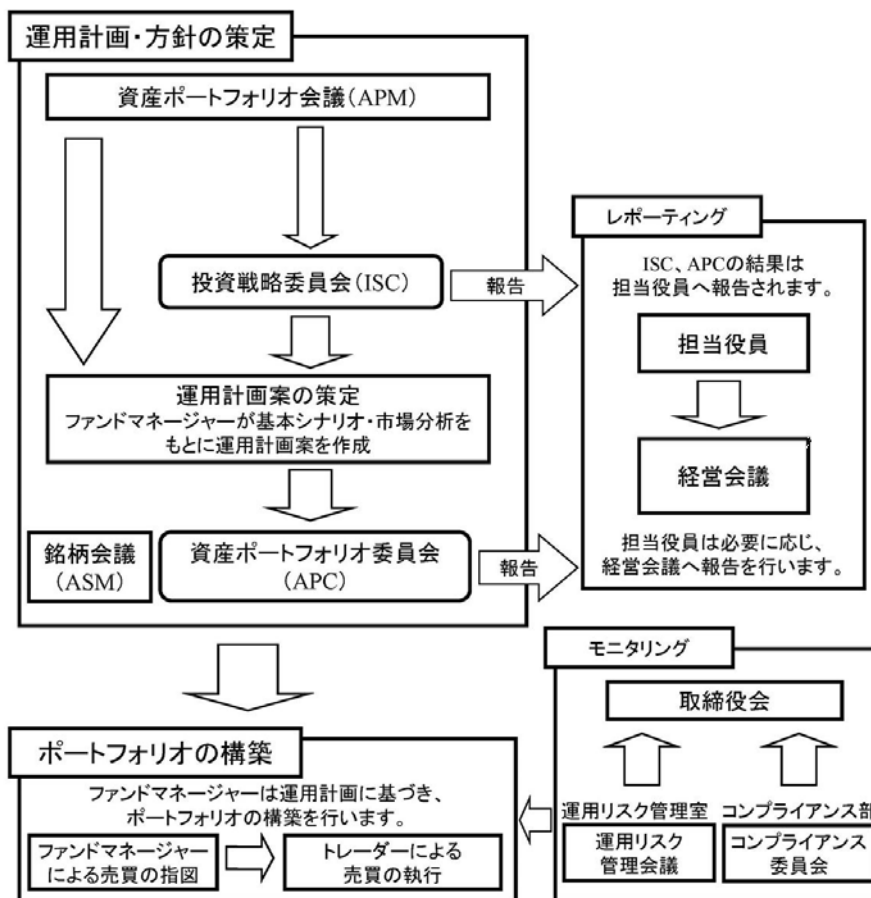 運用計画・方針の策定
資産ポートフォリオ会議(APM)
投資戦略委員会(ISC)
報告
運用計画案の策定
ファンドマネージャーが基本シナリオ・市場分析を
もとに運用計画案を作成
銘柄会議
(ASM)
資産ポートフォリオ委員会
(APC)
報告
レポーティング
ISC、APCの結果は
担当役員へ報告されます。
担当役員
経営会議
担当役員は必要に応じ、
経営会議へ報告を行います。
ポートフォリオの構築
ファンドマネージャーは運用計画に基づき、
ポートフォリオの構築を行います。
ファンドマネージャー
による売買の指図
トレーダーによる
売買の執行
モニタリング
取締役会
運用リスク管理室
運用リスク
管理会議
コンプライアンス部
コンプライアンス
委員会